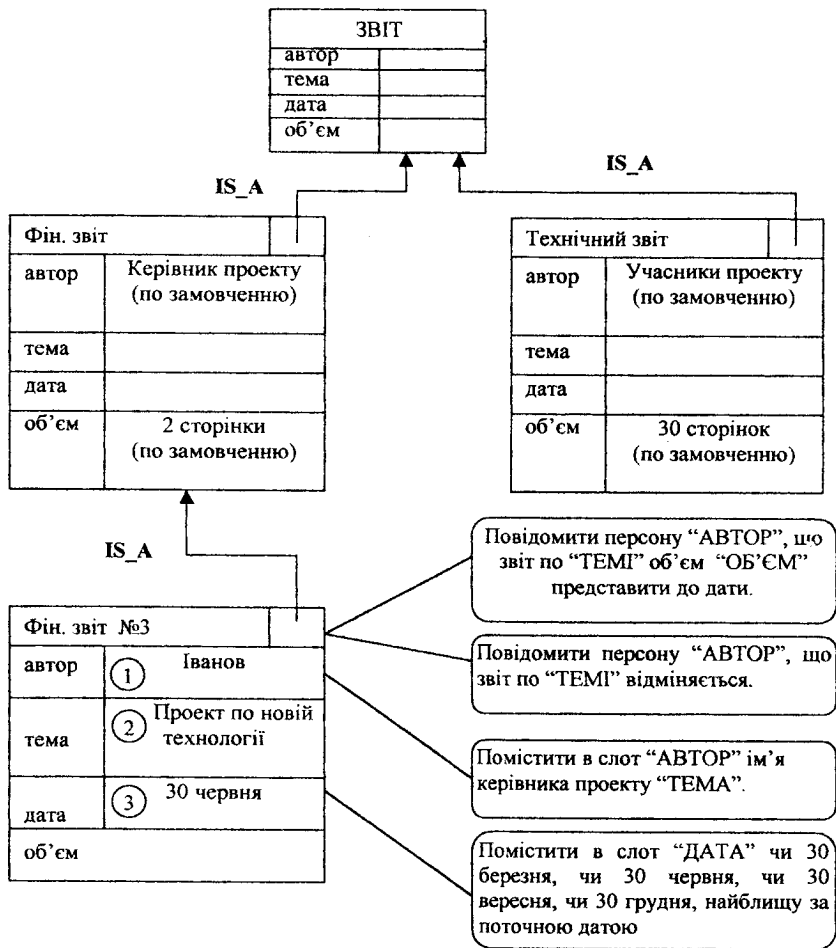 ЗВІТ
автор
тема
дата
об’єм
IS_A
IS_A
Фін. звіт
автор
Керівник проекту
(по замовченню)
тема
дата
об’єм
2 сторінки
(по замовченню)
Технічний звіт
автор
Учасники проекту
(по замовченню)
тема
дата
об’єм
30 сторінок
(по замовченню)
IS_A
Фін. звіт №3
автор
1 Іванов
тема
2 Проект по новій
технології
дата
3 30 червня
об’єм
Повідомити персону “АВТОР”, що
звіт по “ТЕМІ” об’єм “ОБ’ЄМ”
представити до дати.
Повідомити персону “АВТОР”, що
звіт по “ТЕМІ” відміняється.
Помістити в слот “АВТОР” ім’я
керівника проекту “ТЕМА”.
Помістити в слот “ДАТА” чи 30
березня, чи 30 червня, чи 30
вересня, чи 30 грудня, найблищу за
поточною датою